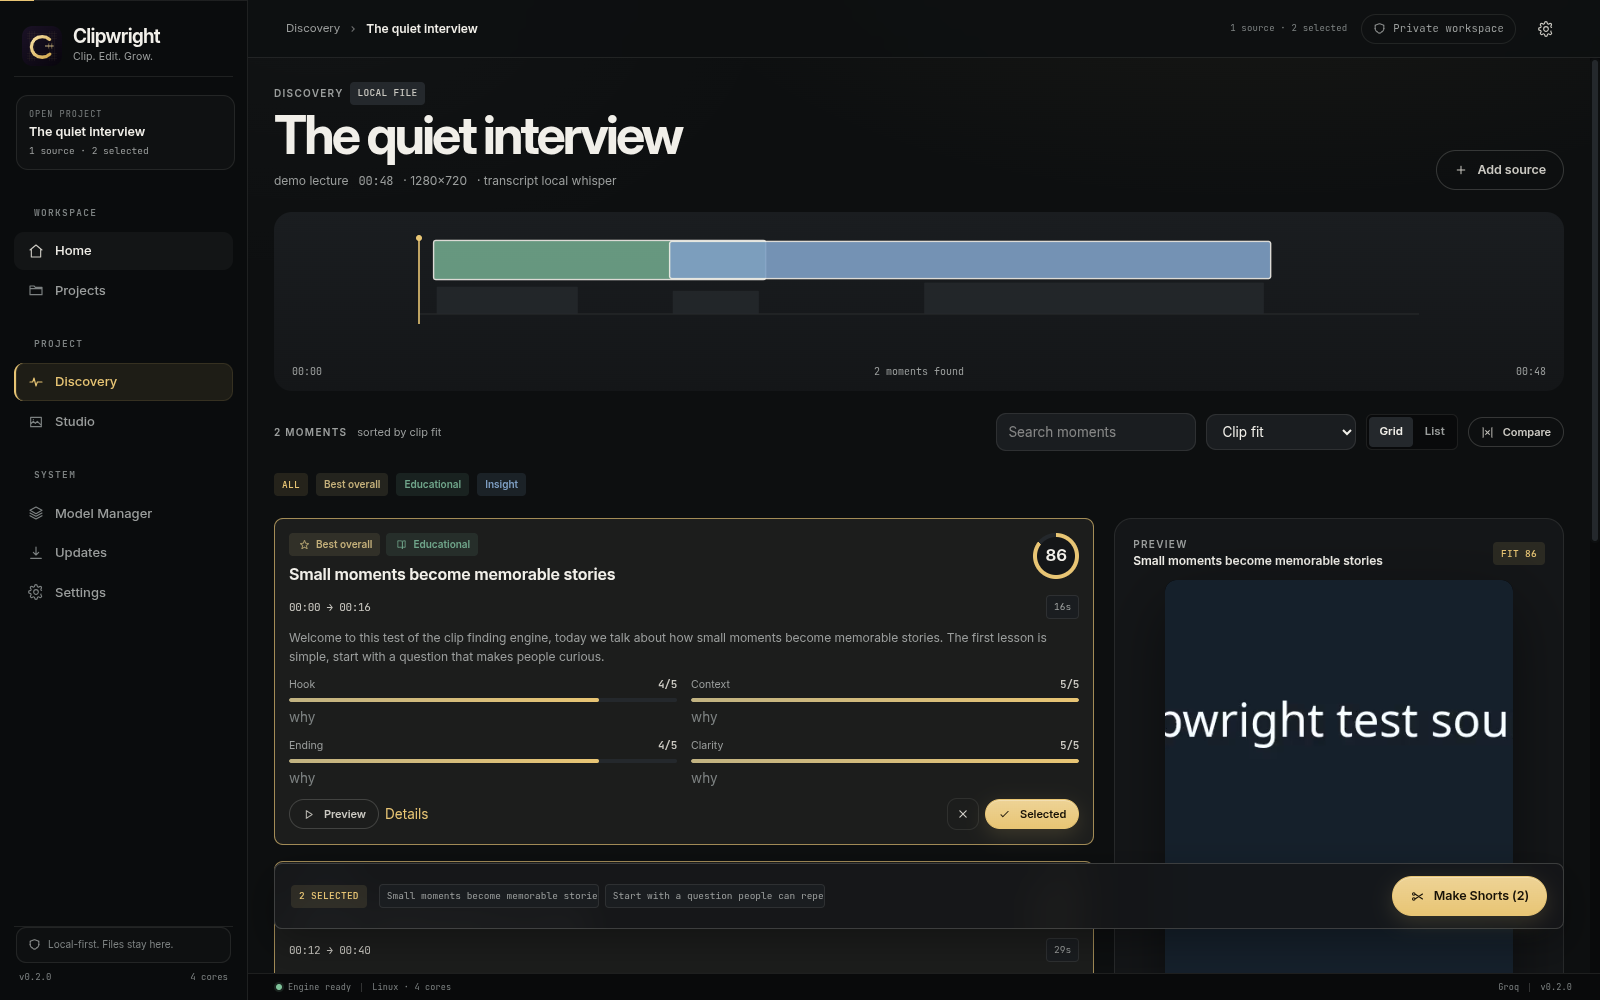 Clipwright
Clip. Edit. Grow.
OPEN PROJECT
The quiet interview
1 source · 2 selected
WORKSPACE
Home
Projects
PROJECT
Discovery
Studio
SYSTEM
Model Manager
Updates
Settings
Local-first. Files stay here.
v0.2.0 4 cores
Discovery › The quiet interview
1 source · 2 selected Private workspace
DISCOVERY LOCAL FILE
The quiet interview
demo lecture 00:48 · 1280×720 · transcript local whisper
Add source
00:00 2 moments found 00:48
2 MOMENTS sorted by clip fit
Search moments Clip fit Grid List Compare
ALL Best overall Educational Insight
Best overall Educational
86
Small moments become memorable stories
00:00 → 00:16 16s
Welcome to this test of the clip finding engine, today we talk about how small moments become memorable stories. The first lesson is
simple, start with a question that makes people curious.
Hook 4/5 Context 5/5
why why
Ending 4/5 Clarity 5/5
why why
Preview Details Selected
PREVIEW
Small moments become memorable stories
FIT 86
pwright test sou
2 SELECTED Small moments become memorable storie Start with a question people can repe
Make Shorts (2)
00:12 → 00:40 29s
Engine ready | Linux · 4 cores
Groq | v0.2.0